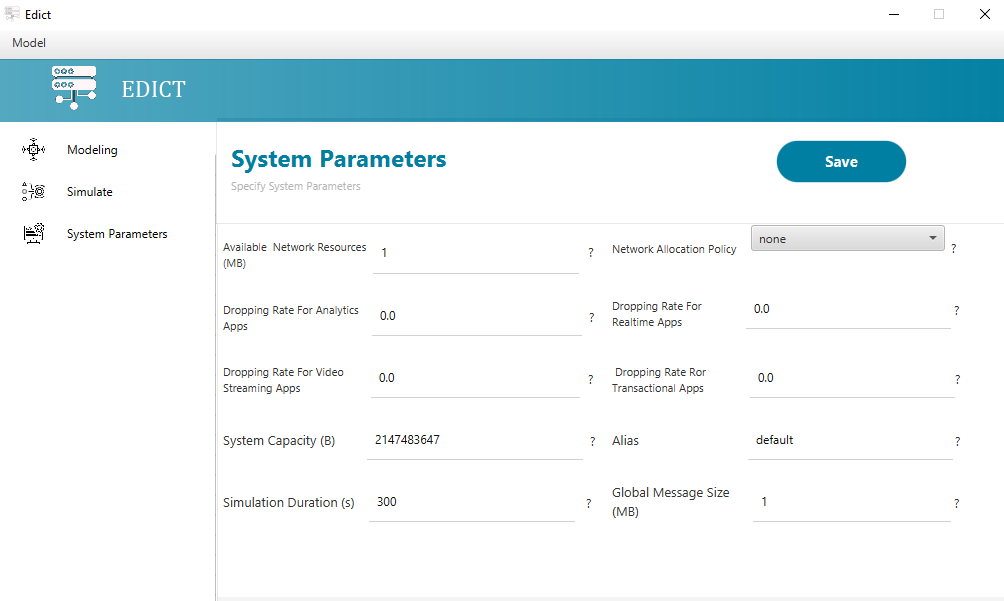 Edict
Model
EDICT
Modeling
Simulate
System Parameters
System Parameters
Specify System Parameters
Save
Available Network Resources
(MB)
1
?
Network Allocation Policy
none
?
Dropping Rate For Analytics
Apps
0.0
?
Dropping Rate For
Realtime Apps
0.0
?
Dropping Rate For Video
Streaming Apps
0.0
?
Dropping Rate Ror
Transactional Apps
0.0
?
System Capacity (B)
2147483647
?
Alias
default
?
Simulation Duration (s)
300
?
Global Message Size
(MB)
1
?